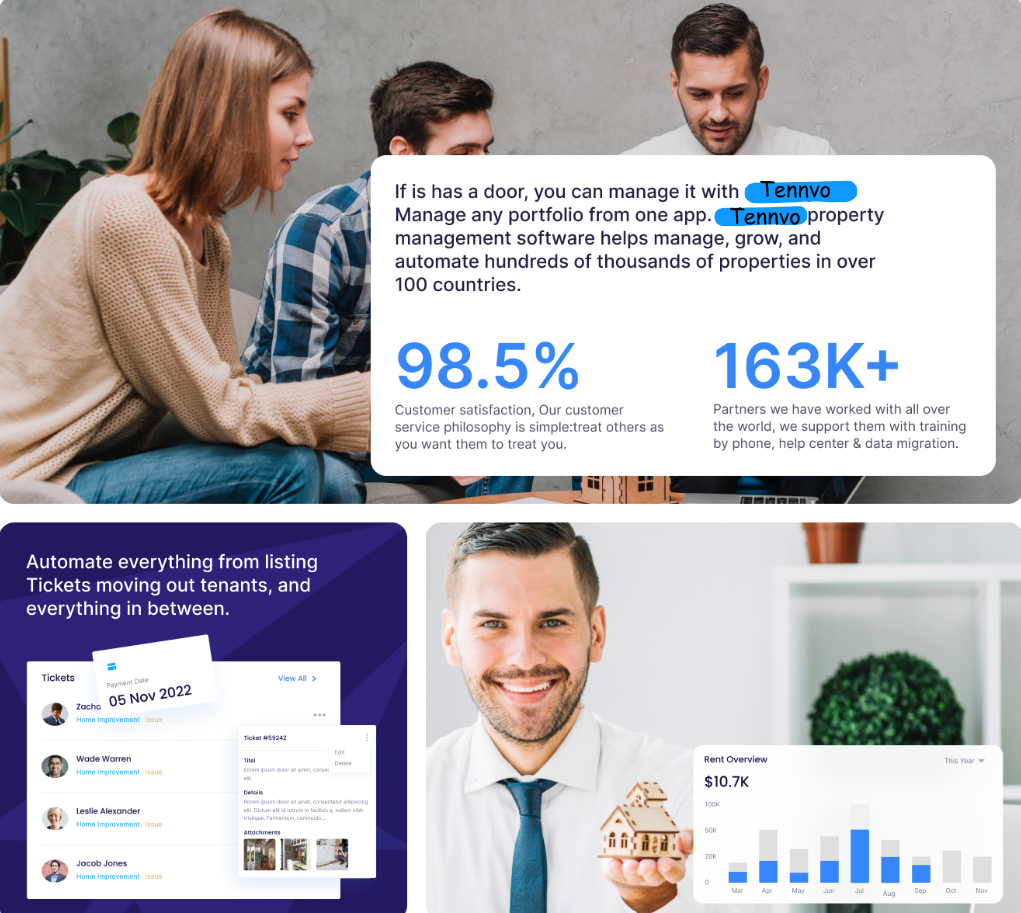 If is has a door, you can manage it with Tennvo
Manage any portfolio from one app. Tennvo property
management software helps manage, grow, and
automate hundreds of thousands of properties in over
100 countries.
98.5%
Customer satisfaction, Our customer
service philosophy is simple:treat others as
you want them to treat you.
163K+
Partners we have worked with all over
the world, we support them with training
by phone, help center & data migration.
Automate everything from listing
Tickets moving out tenants, and
everything in between.
Payment Date
05 Nov 2022
Tickets
View All
Zacho
Home Improvement Issue
Wade Warren
Home Improvement Issue
Leslie Alexander
Home Improvement Issue
Jacob Jones
Home Improvement Issue
Ticket #59242
Edit
Delete
Titel
Eorem ipsum dolor sit amet, consec
elit.
Details
Porem ipsum dolor sit amet, consectetur adipiscing
elit. Dictum sit id rutrum in facilisis a, nullam nibh
tristique. Fermentum, commodo....
Attachments
Rent Overview
This Year
$10.7K
100K
50K
20K
0
Mar Apr May Jun Jul Aug Sep Oct Nov